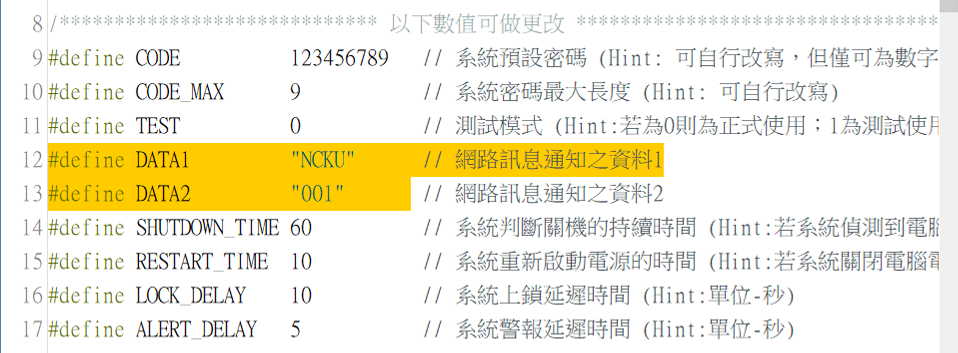 8 /***************************** 以下數值可做更改 *********************************
9 #define CODE 123456789 // 系統預設密碼 (Hint: 可自行改寫，但僅可為數字
10 #define CODE_MAX 9 // 系統密碼最大長度 (Hint: 可自行改寫)
11 #define TEST 0 // 測試模式 (Hint:若為0則為正式使用；1為測試使用
12 #define DATA1 "NCKU" // 網路訊息通知之資料1
13 #define DATA2 "001" // 網路訊息通知之資料2
14 #define SHUTDOWN_TIME 60 // 系統判斷關機的持續時間 (Hint:若系統偵測到電腦
15 #define RESTART_TIME 10 // 系統重新啟動電源的時間 (Hint:若系統關閉電腦電
16 #define LOCK_DELAY 10 // 系統上鎖延遲時間 (Hint:單位-秒)
17 #define ALERT_DELAY 5 // 系統警報延遲時間 (Hint:單位-秒)